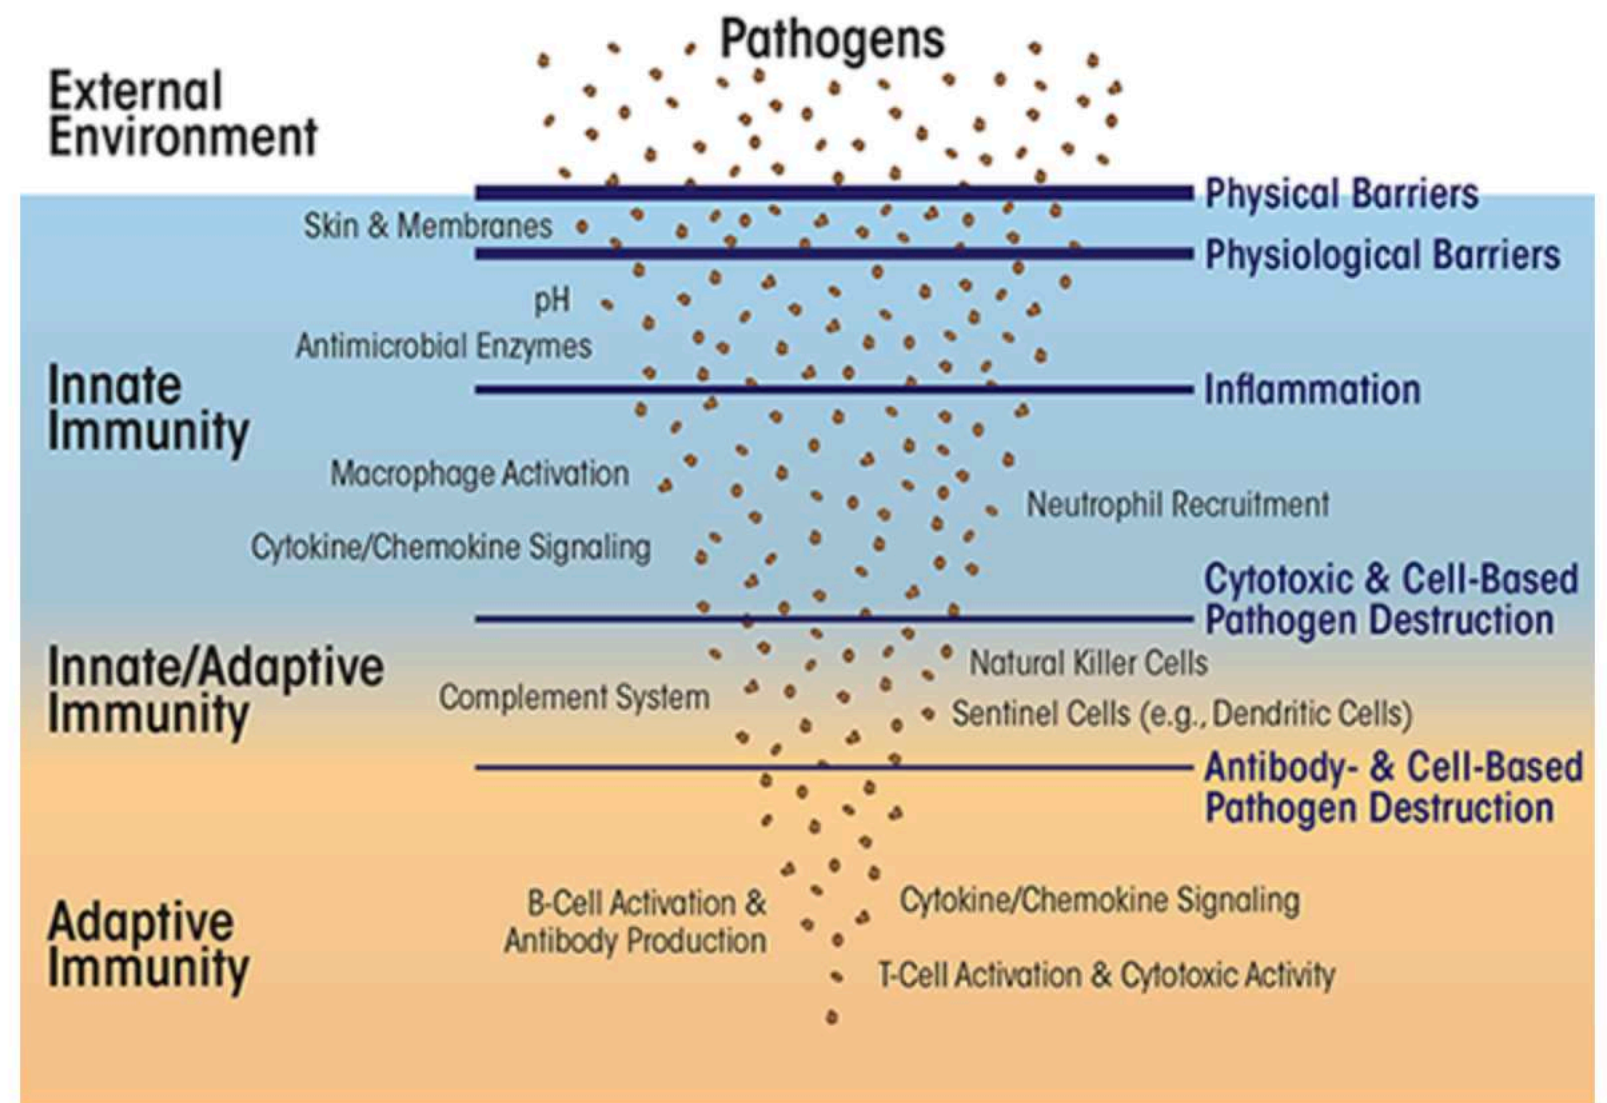 Pathogens
External
Environment
Physical Barriers
Skin & Membranes
Physiological Barriers
pH
Antimicrobial Enzymes
Innate
Immunity
Inflammation
Macrophage Activation
Neutrophil Recruitment
Cytokine/Chemokine Signaling
Cytotoxic & Cell-Based
Pathogen Destruction
Innate/Adaptive
Immunity
Natural Killer Cells
Complement System
Sentinel Cells (e.g., Dendritic Cells)
Antibody- & Cell-Based
Pathogen Destruction
Adaptive
Immunity
B-Cell Activation &
Antibody Production
Cytokine/Chemokine Signaling
T-Cell Activation & Cytotoxic Activity